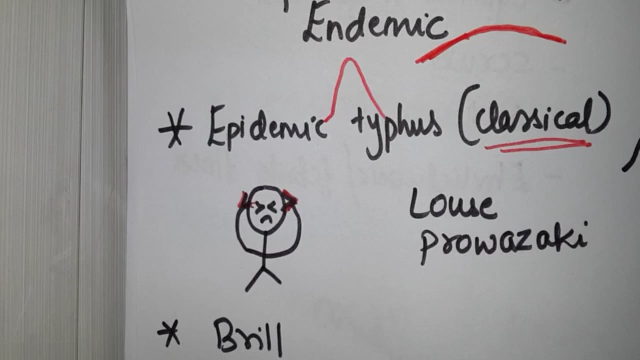 Endemic
* Epidemic typhus (classical)
Louse
Prowazaki
* Brill